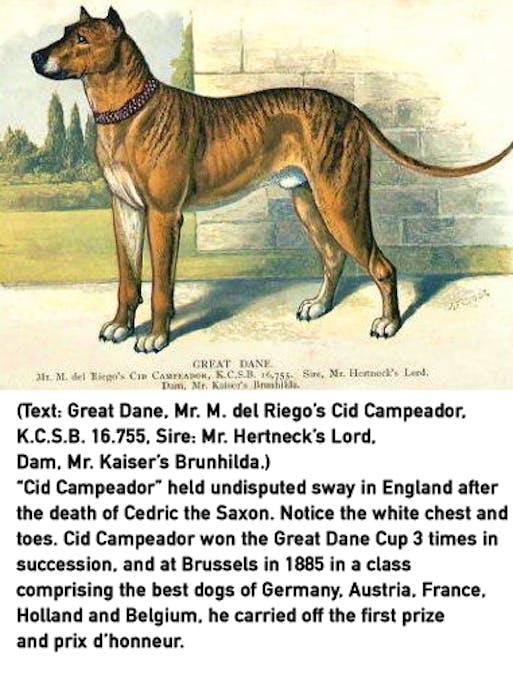 GREAT DANE.
Mr. M. del Riego's Cid Campeador, K.C.S.B. 16,755. Sire, Mr. Hertneck's Lord.
Dam, Mr. Kaiser's Brunhilda.
(Text: Great Dane, Mr. M. del Riego's Cid Campeador,
K.C.S.B. 16.755, Sire: Mr. Hertneck's Lord,
Dam, Mr. Kaiser's Brunhilda.)
"Cid Campeador" held undisputed sway in England after
the death of Cedric the Saxon. Notice the white chest and
toes. Cid Campeador won the Great Dane Cup 3 times in
succession, and at Brussels in 1885 in a class
comprising the best dogs of Germany, Austria, France,
Holland and Belgium, he carried off the first prize
and prix d'honneur.